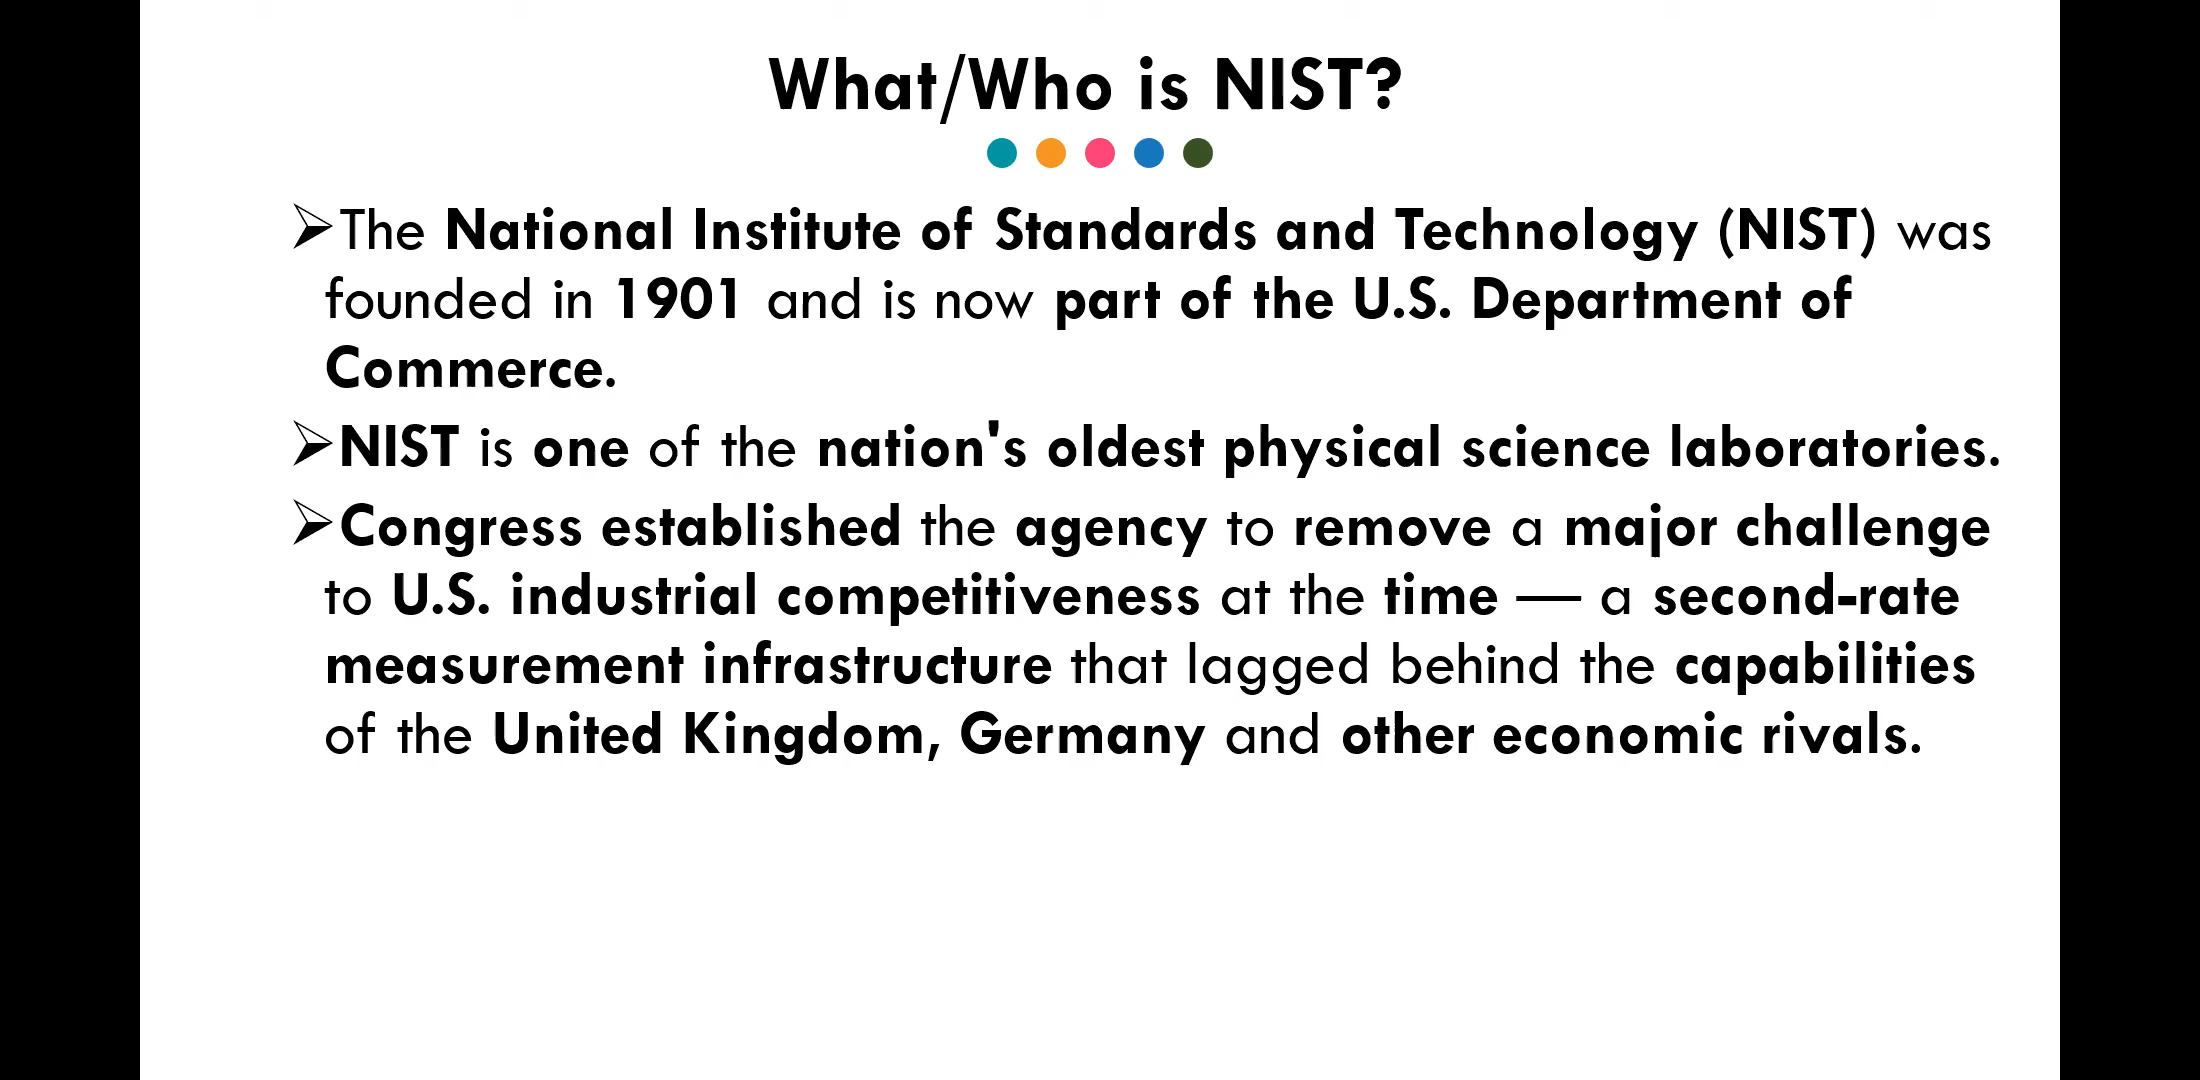 What/Who is NIST?
➢The National Institute of Standards and Technology (NIST) was
founded in 1901 and is now part of the U.S. Department of
Commerce.
➢NIST is one of the nation's oldest physical science laboratories.
➢Congress established the agency to remove a major challenge
to U.S. industrial competitiveness at the time — a second-rate
measurement infrastructure that lagged behind the capabilities
of the United Kingdom, Germany and other economic rivals.